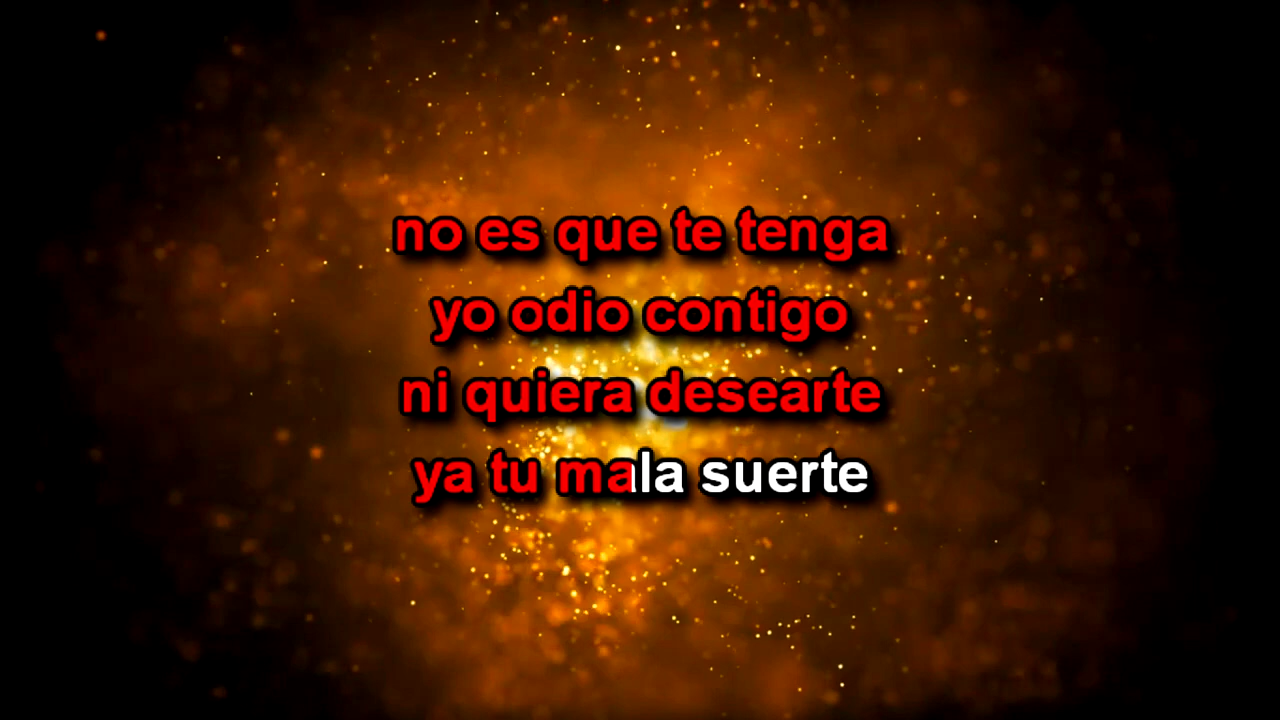 no es que te tenga
yo odio contigo
ni quiera desearte
ya tu mala suerte